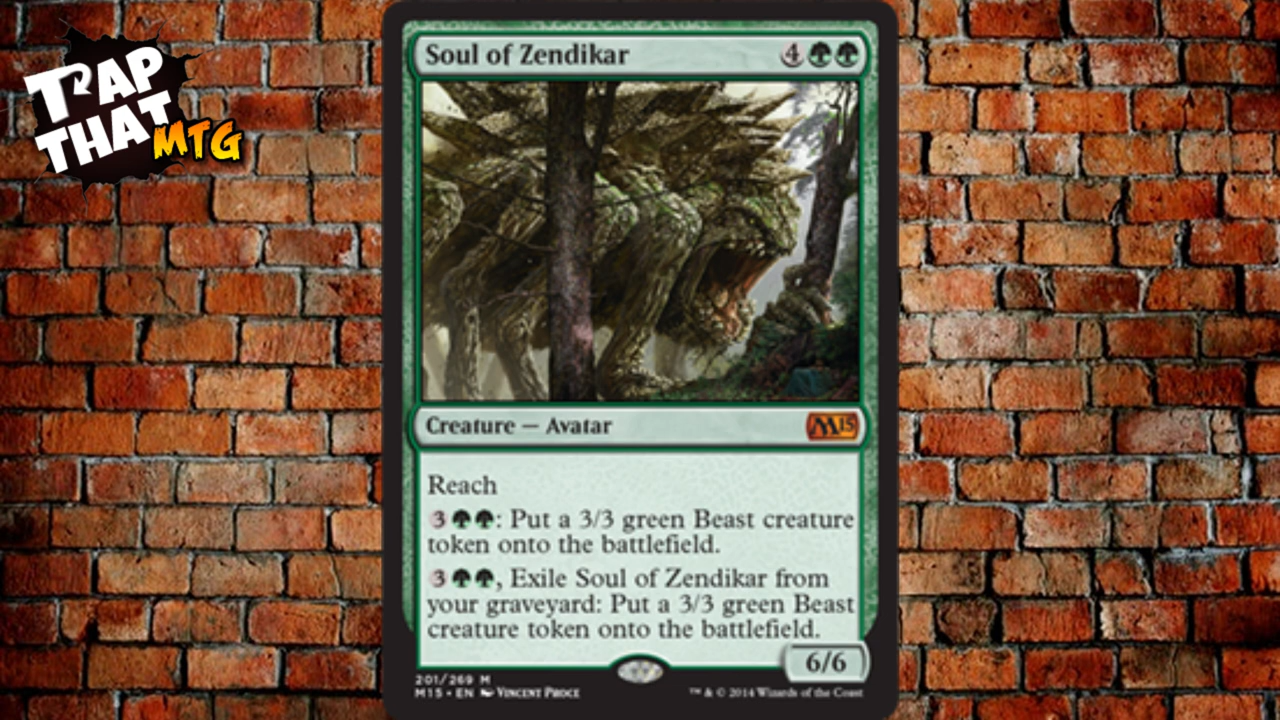 TRAP
THAT
MTG
Soul of Zendikar 4
Creature — Avatar M15
Reach
3: Put a 3/3 green Beast creature
token onto the battlefield.
3, Exile Soul of Zendikar from
your graveyard: Put a 3/3 green Beast
creature token onto the battlefield.
6/6
201/269 M
M15 • EN Vincent Proce
™ & © 2014 Wizards of the Coast